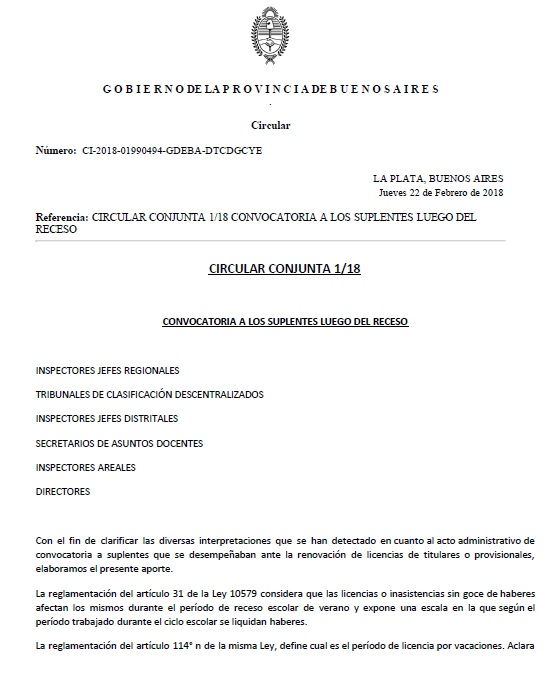 G O B I E R N O DE LA P R O V I N C I A DE B U E N O S A I R E S
.
Circular
Número: CI-2018-01990494-GDEBA-DTCDGCYE
LA PLATA, BUENOS AIRES
Jueves 22 de Febrero de 2018
Referencia: CIRCULAR CONJUNTA 1/18 CONVOCATORIA A LOS SUPLENTES LUEGO DEL
RECESO
CIRCULAR CONJUNTA 1/18
CONVOCATORIA A LOS SUPLENTES LUEGO DEL RECESO
INSPECTORES JEFES REGIONALES
TRIBUNALES DE CLASIFICACIÓN DESCENTRALIZADOS
INSPECTORES JEFES DISTRITALES
SECRETARIOS DE ASUNTOS DOCENTES
INSPECTORES AREALES
DIRECTORES
Con el fin de clarificar las diversas interpretaciones que se han detectado en cuanto al acto administrativo de
convocatoria a suplentes que se desempeñaban ante la renovación de licencias de titulares o provisionales,
elaboramos el presente aporte.
La reglamentación del artículo 31 de la Ley 10579 considera que las licencias o inasistencias sin goce de haberes
afectan los mismos durante el período de receso escolar de verano y expone una escala en la que según el
período trabajado durante el ciclo escolar se liquidan haberes.
La reglamentación del artículo 114° n de la misma Ley, define cual es el período de licencia por vacaciones. Aclara